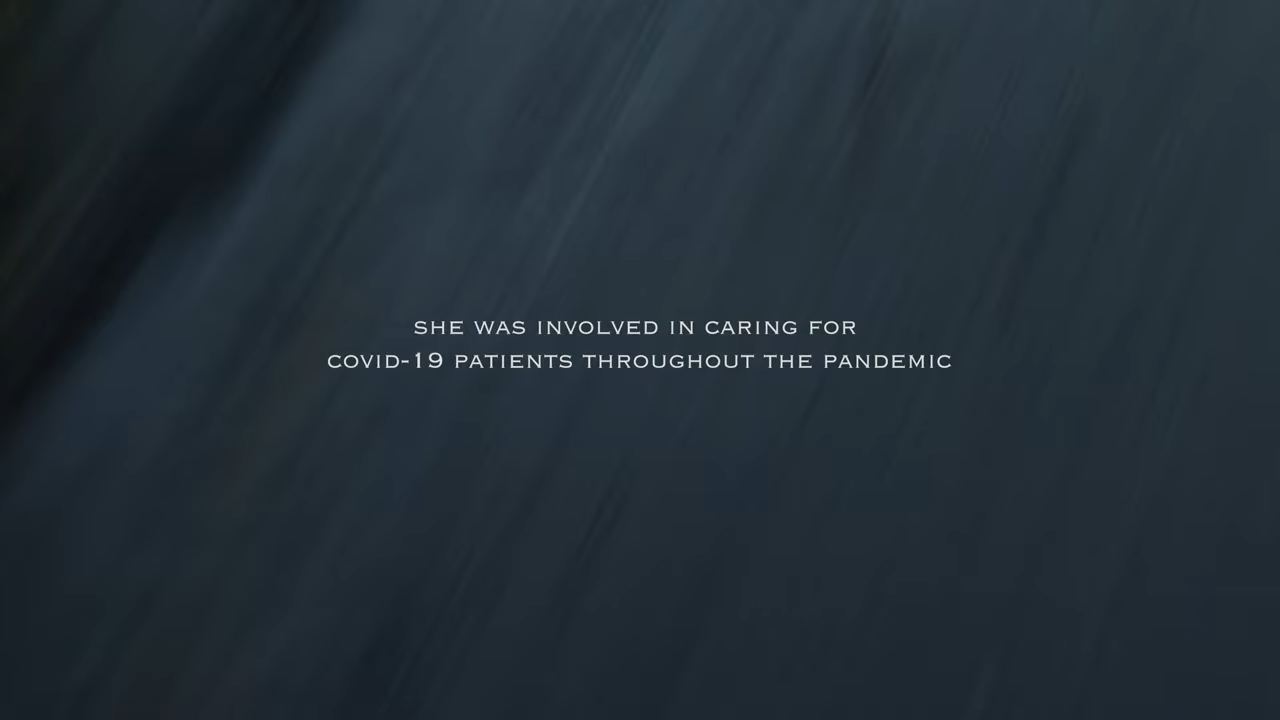 SHE WAS INVOLVED IN CARING FOR
COVID-19 PATIENTS THROUGHOUT THE PANDEMIC